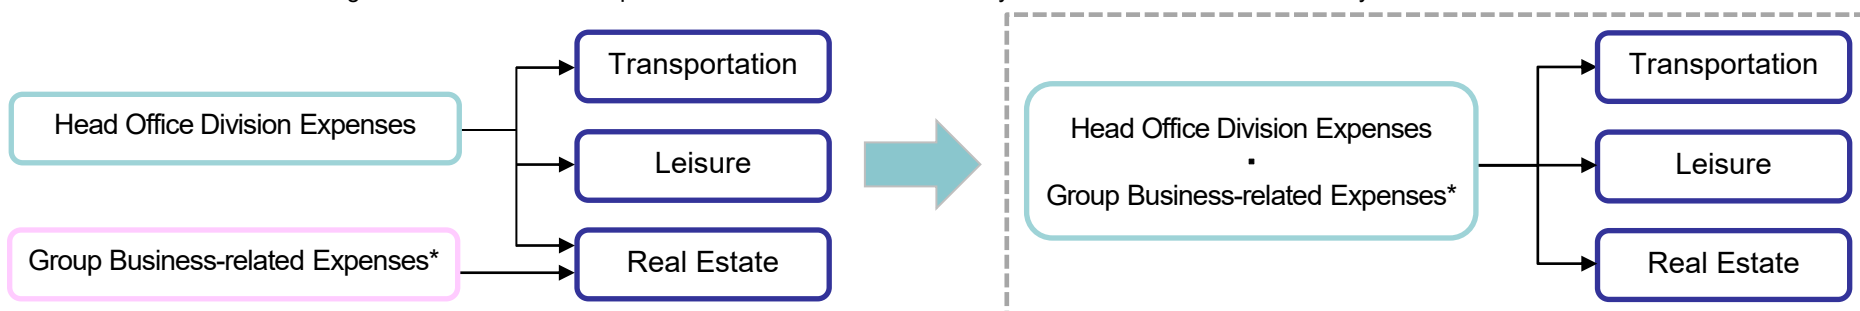 Transportation
Head Office Division Expenses
Leisure
Group Business-related Expenses*
Real Estate
Head Office Division Expenses
・
Group Business-related Expenses*
Transportation
Leisure
Real Estate